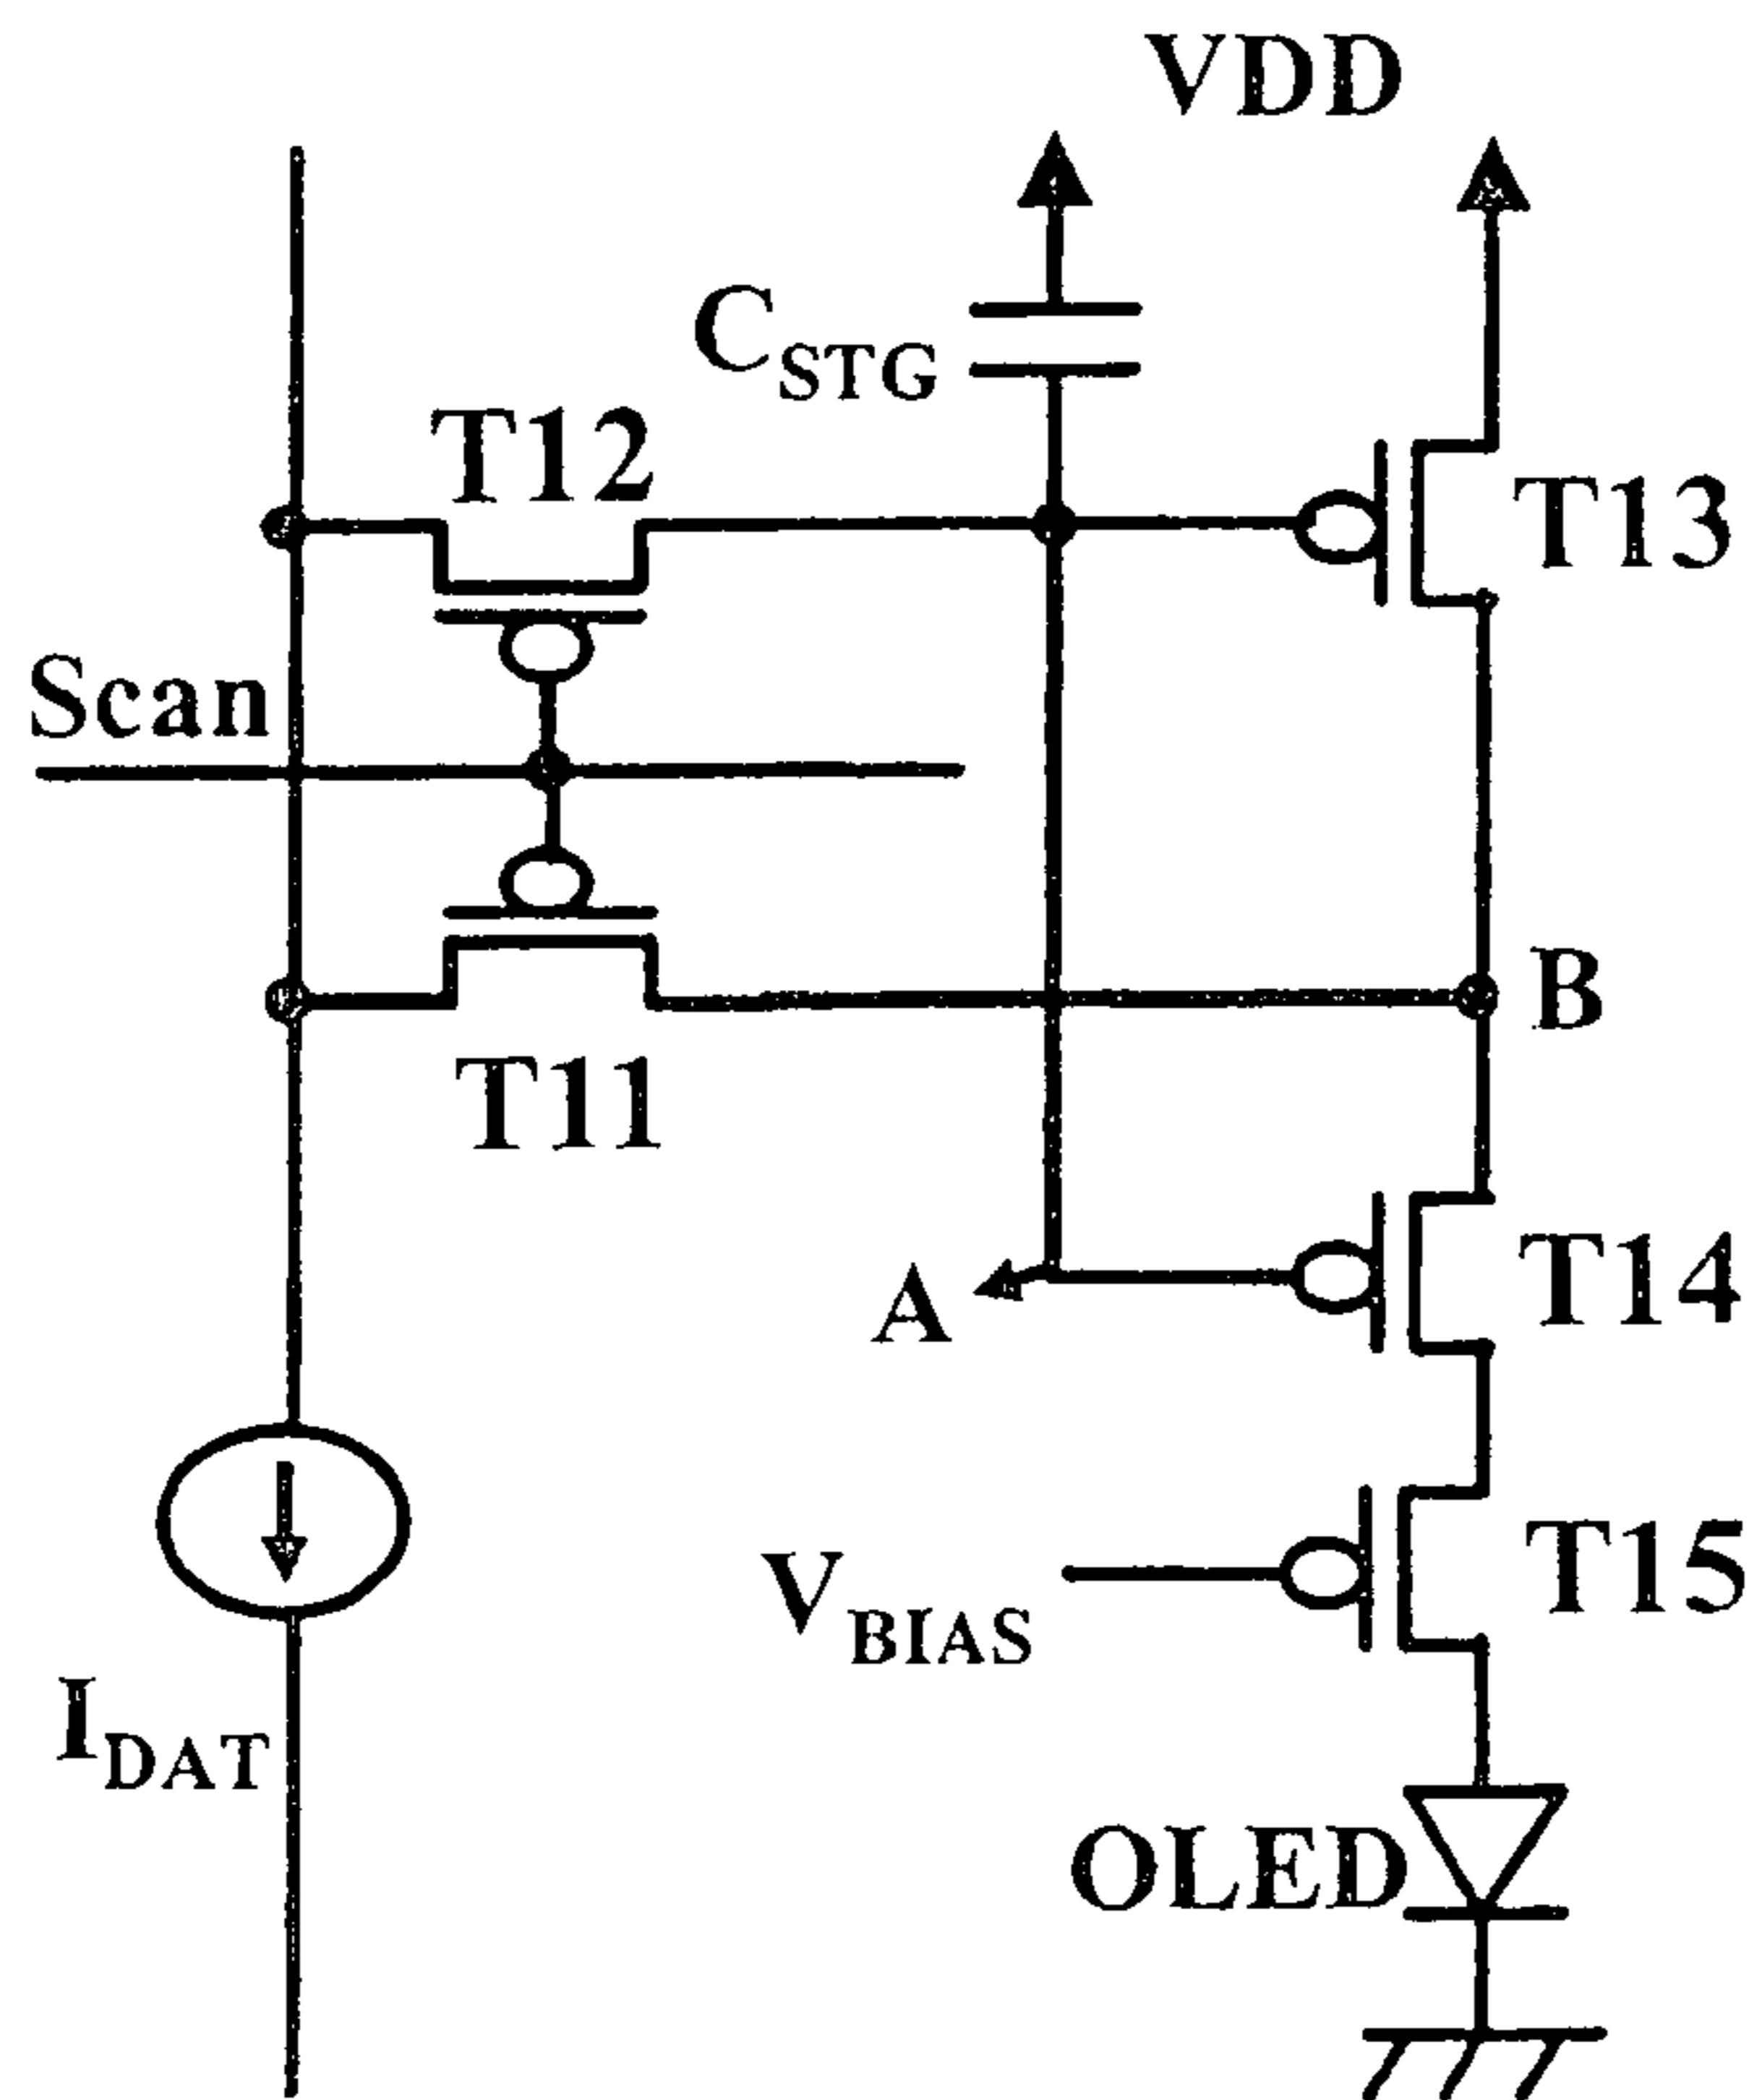 VDD
C_STG
T12
T13
Scan
B
T11
A
T14
V_BIAS
T15
I_DAT
OLED